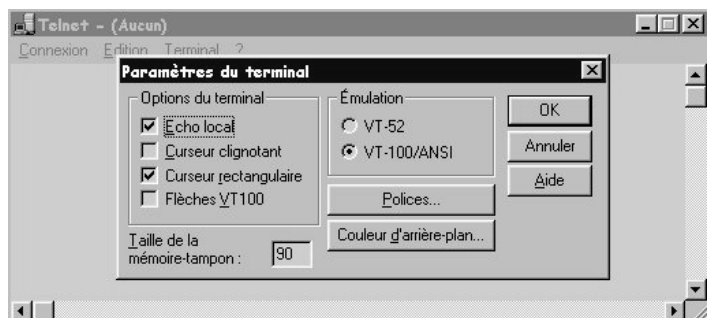 Telnet - (Aucun)
Connexion Edition Terminal ?
Paramètres du terminal
Options du terminal
Echo local
Curseur clignotant
Curseur rectangulaire
Flèches VT100
Taille de la
mémoire-tampon :
90
Émulation
VT-52
VT-100/ANSI
Polices...
Couleur d'arrière-plan...
OK
Annuler
Aide